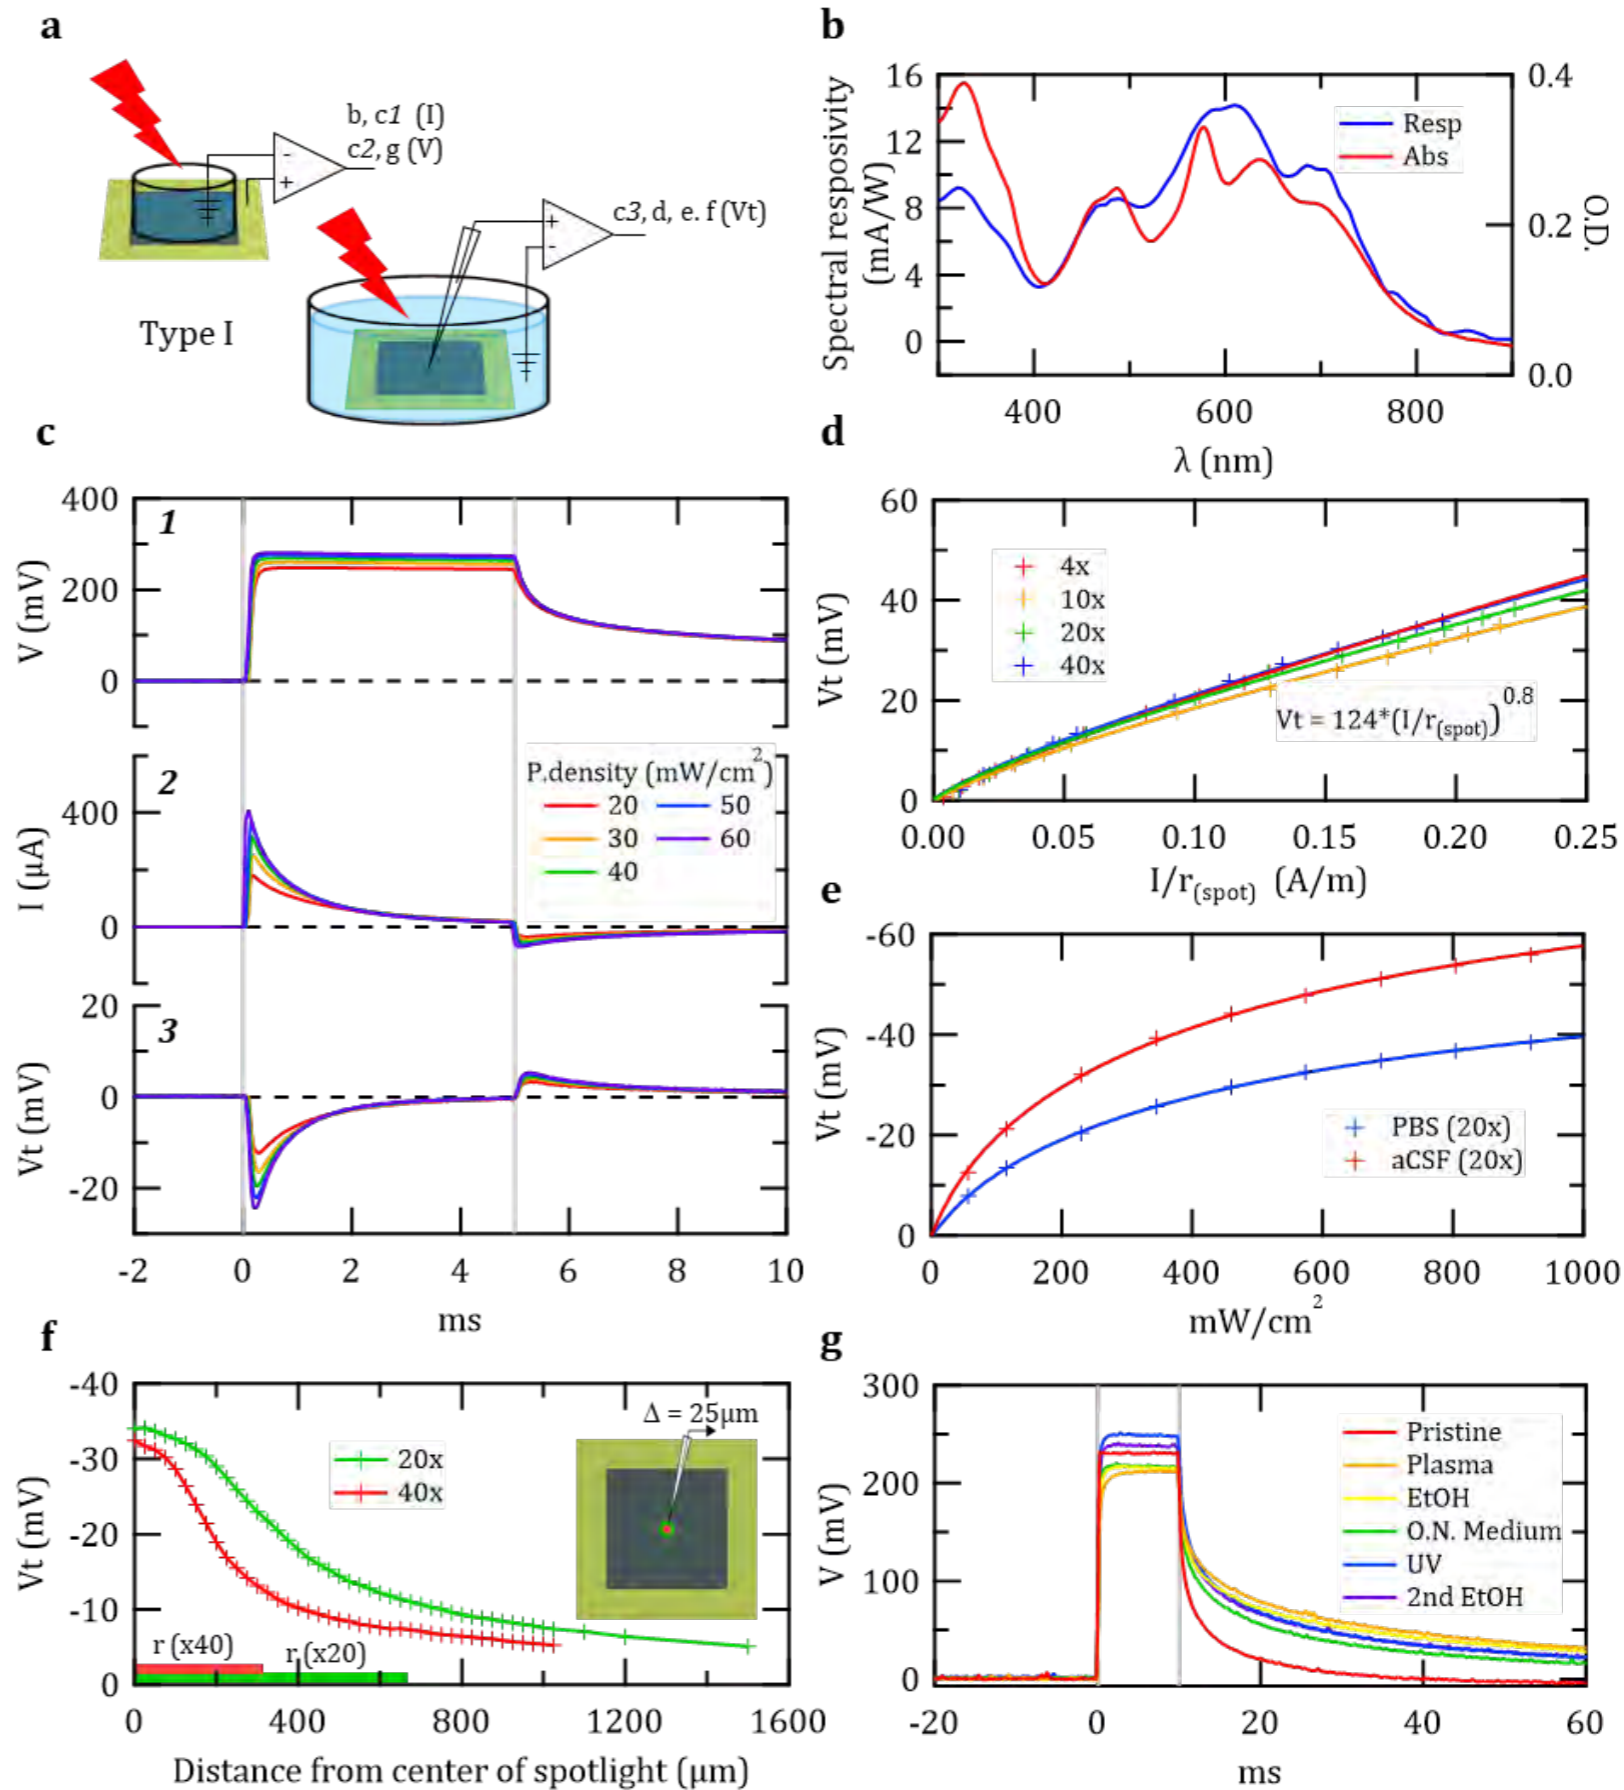 a
b, c1 (I)
c2, g (V)
-
+
c3, d, e. f (Vt)
+
-
Type I
b
Spectral resposivity
(mA/W)
16
12
8
4
0
Resp
Abs
0.4
0.2
0.0
O.D.
400
600
800
λ (nm)
c
1
400
200
0
V (mV)
2
400
0
I (μA)
P.density (mW/cm²)
20
50
30
60
40
3
20
0
-20
Vt (mV)
-2
0
2
4
6
8
10
ms
d
60
40
20
0
Vt (mV)
4x
10x
20x
40x
Vt = 124*(I/r(spot))^0.8
0.00
0.05
0.10
0.15
0.20
0.25
I/r(spot) (A/m)
e
-60
-40
-20
0
Vt (mV)
PBS (20x)
aCSF (20x)
0
200
400
600
800
1000
mW/cm²
f
-40
-30
-20
-10
0
Vt (mV)
20x
40x
Δ = 25μm
r (x40)
r (x20)
0
400
800
1200
1600
Distance from center of spotlight (μm)
g
300
200
100
0
V (mV)
Pristine
Plasma
EtOH
O.N. Medium
UV
2nd EtOH
-20
0
20
40
60
ms